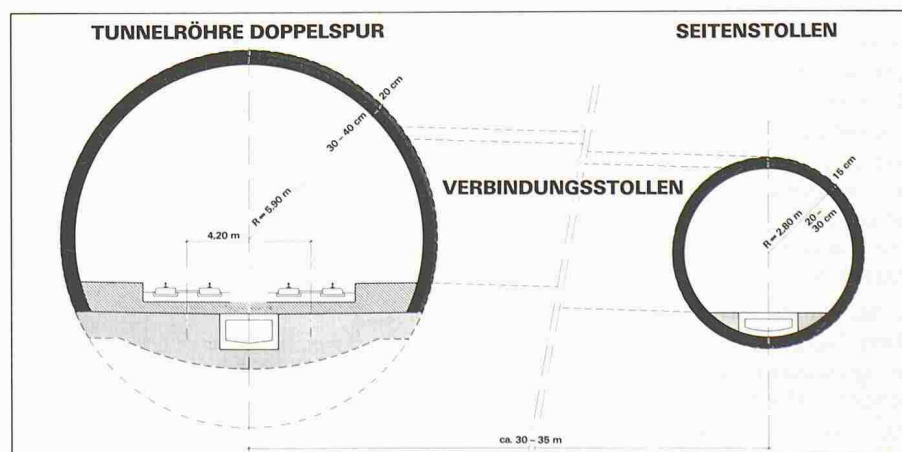 TUNNELRÖHRE DOPPELSPUR
SEITENSTOLLEN
20 cm
30 – 40 cm
15 cm
VERBINDUNGSSTOLLEN
R = 5.90 m
R = 2.80 m
20 – 30 cm
4.20 m
ca. 30 – 35 m